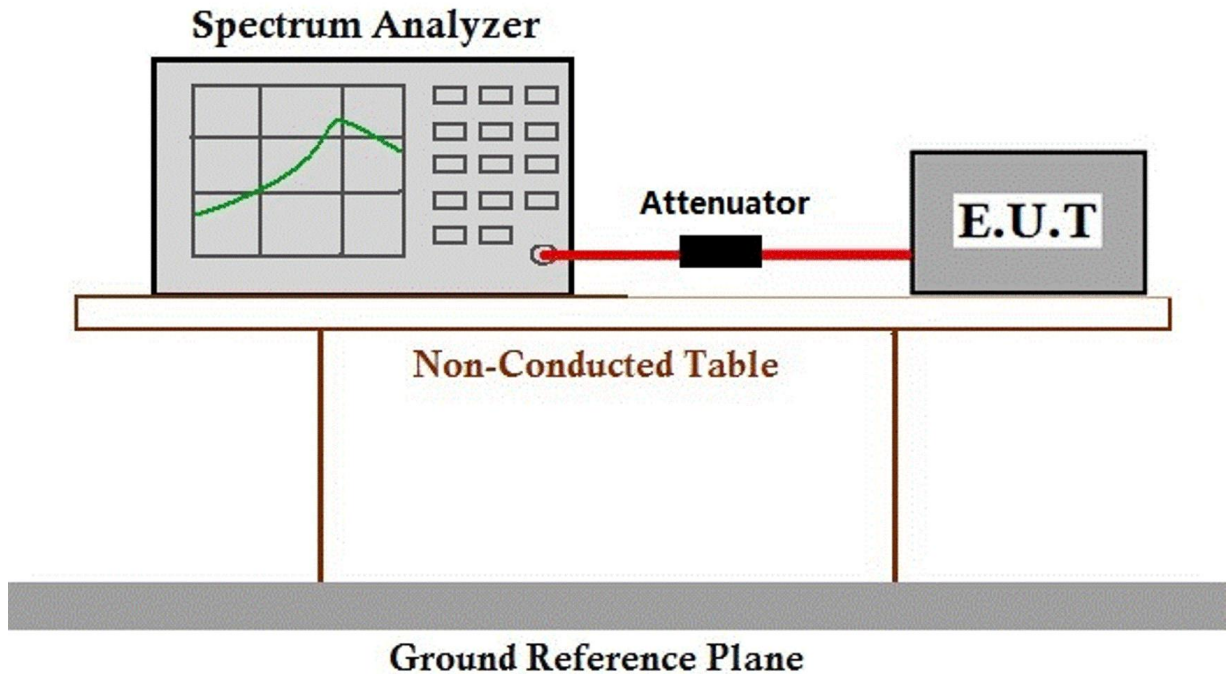 Spectrum Analyzer
Attenuator
E.U.T
Non-Conducted Table
Ground Reference Plane